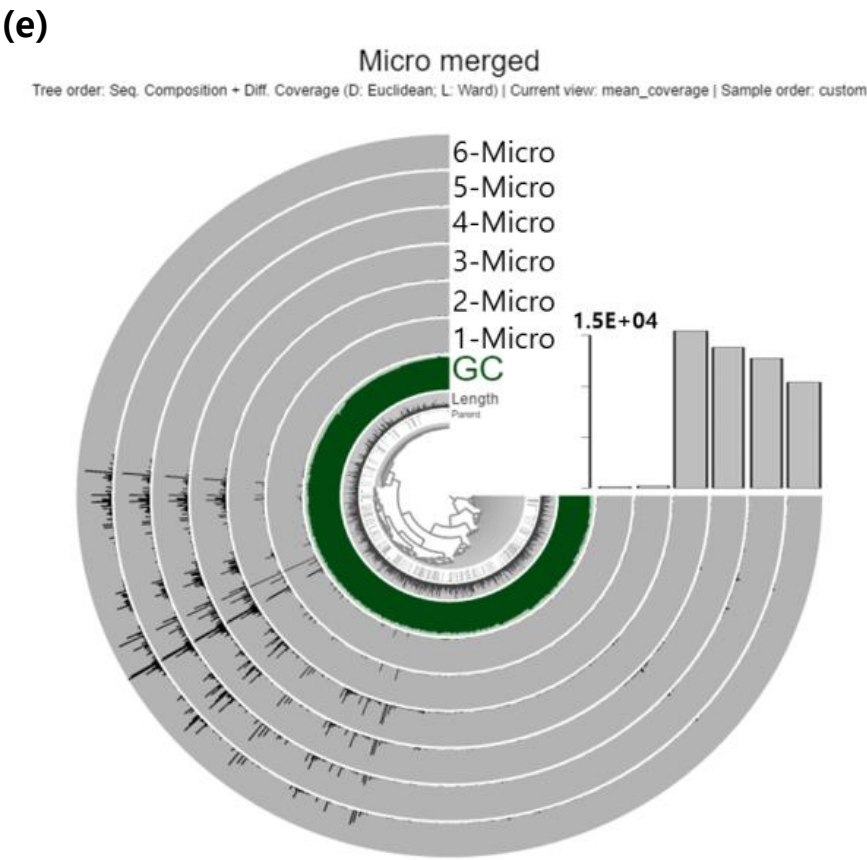 (e)
Micro merged
Tree order: Seq. Composition + Diff. Coverage (D: Euclidean; L: Ward) | Current view: mean_coverage | Sample order: custom
6-Micro
5-Micro
4-Micro
3-Micro
2-Micro
1-Micro
1.5E+04
GC
Length
Parent